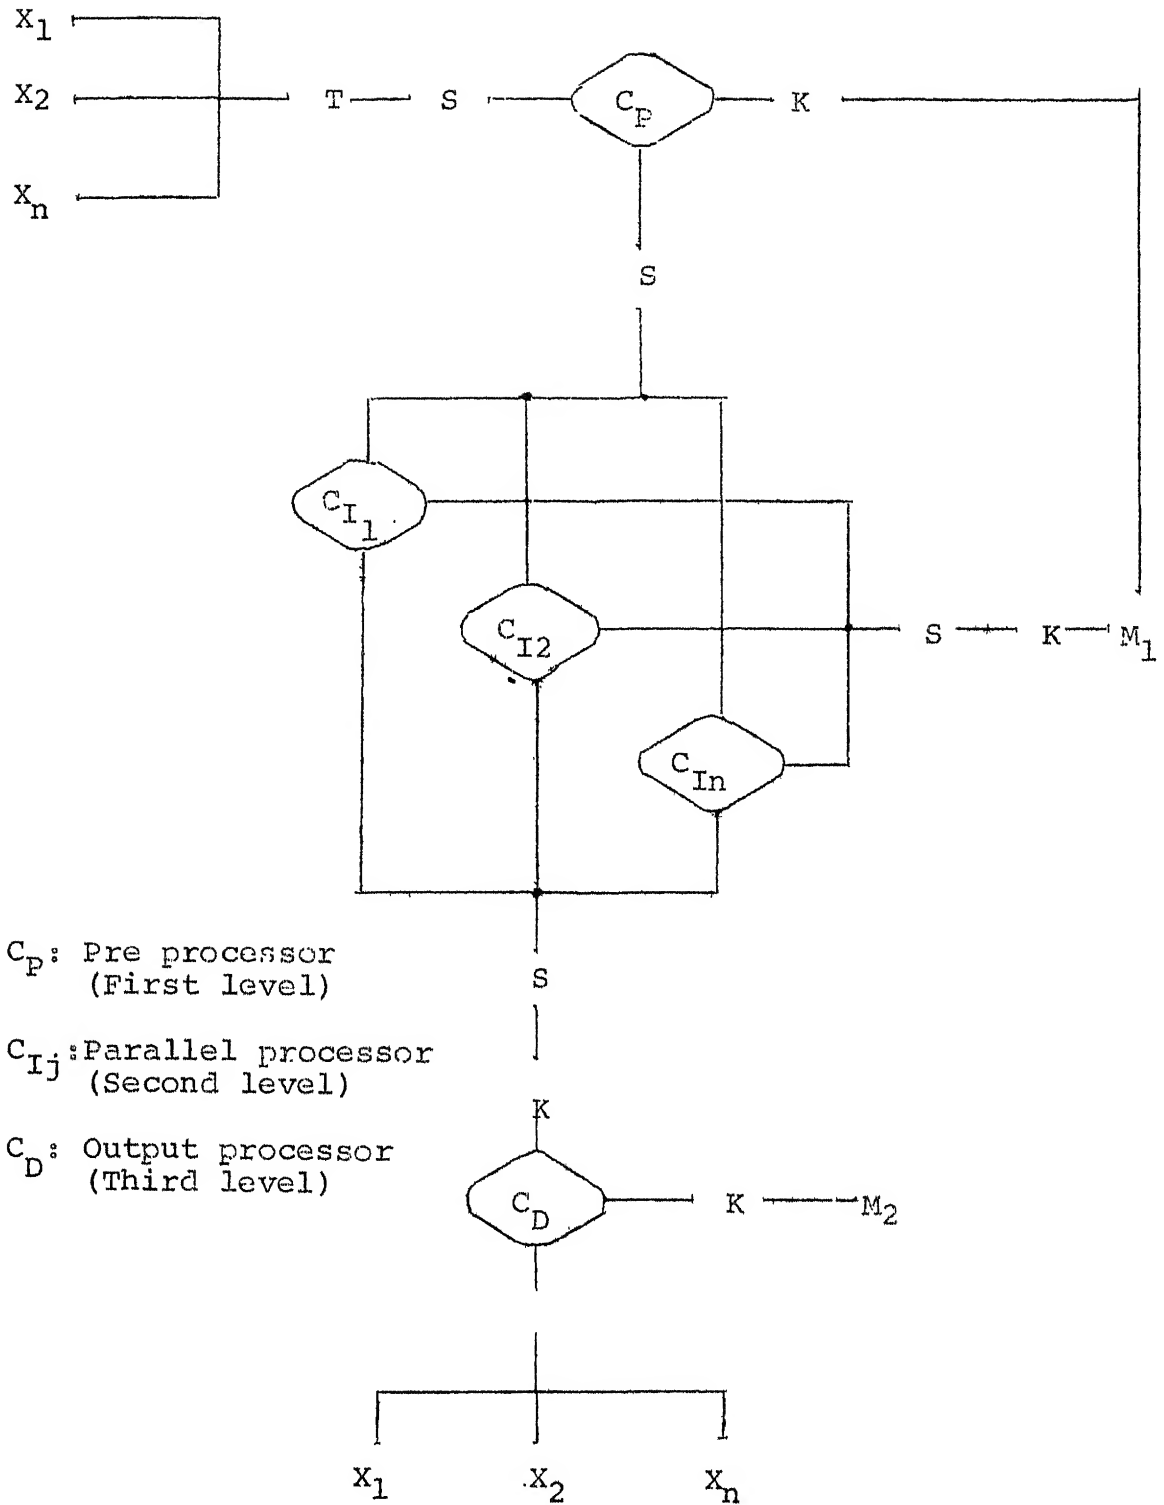 X1
X2 T S CP K
Xn
S
CI1
CI2 S K M1
CIn
CP: Pre processor
(First level)
S
CIj: Parallel processor
(Second level)
K
CD: Output processor
(Third level)
CD K M2
X1 X2 Xn